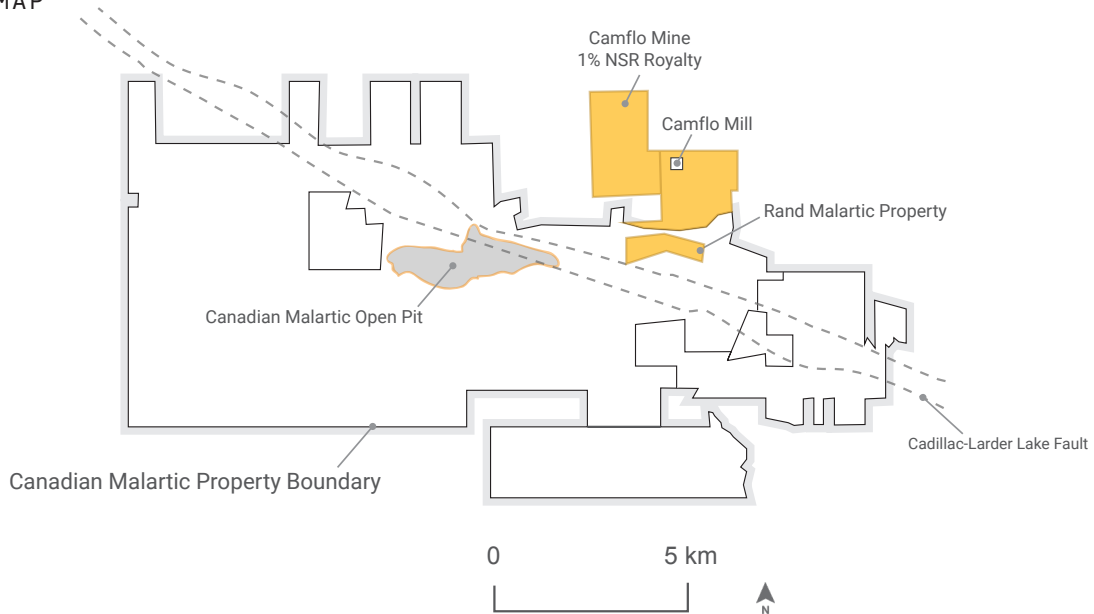 MAP
Camflo Mine
1% NSR Royalty
Camflo Mill
Rand Malartic Property
Canadian Malartic Open Pit
Cadillac-Larder Lake Fault
Canadian Malartic Property Boundary
0 5 km
N